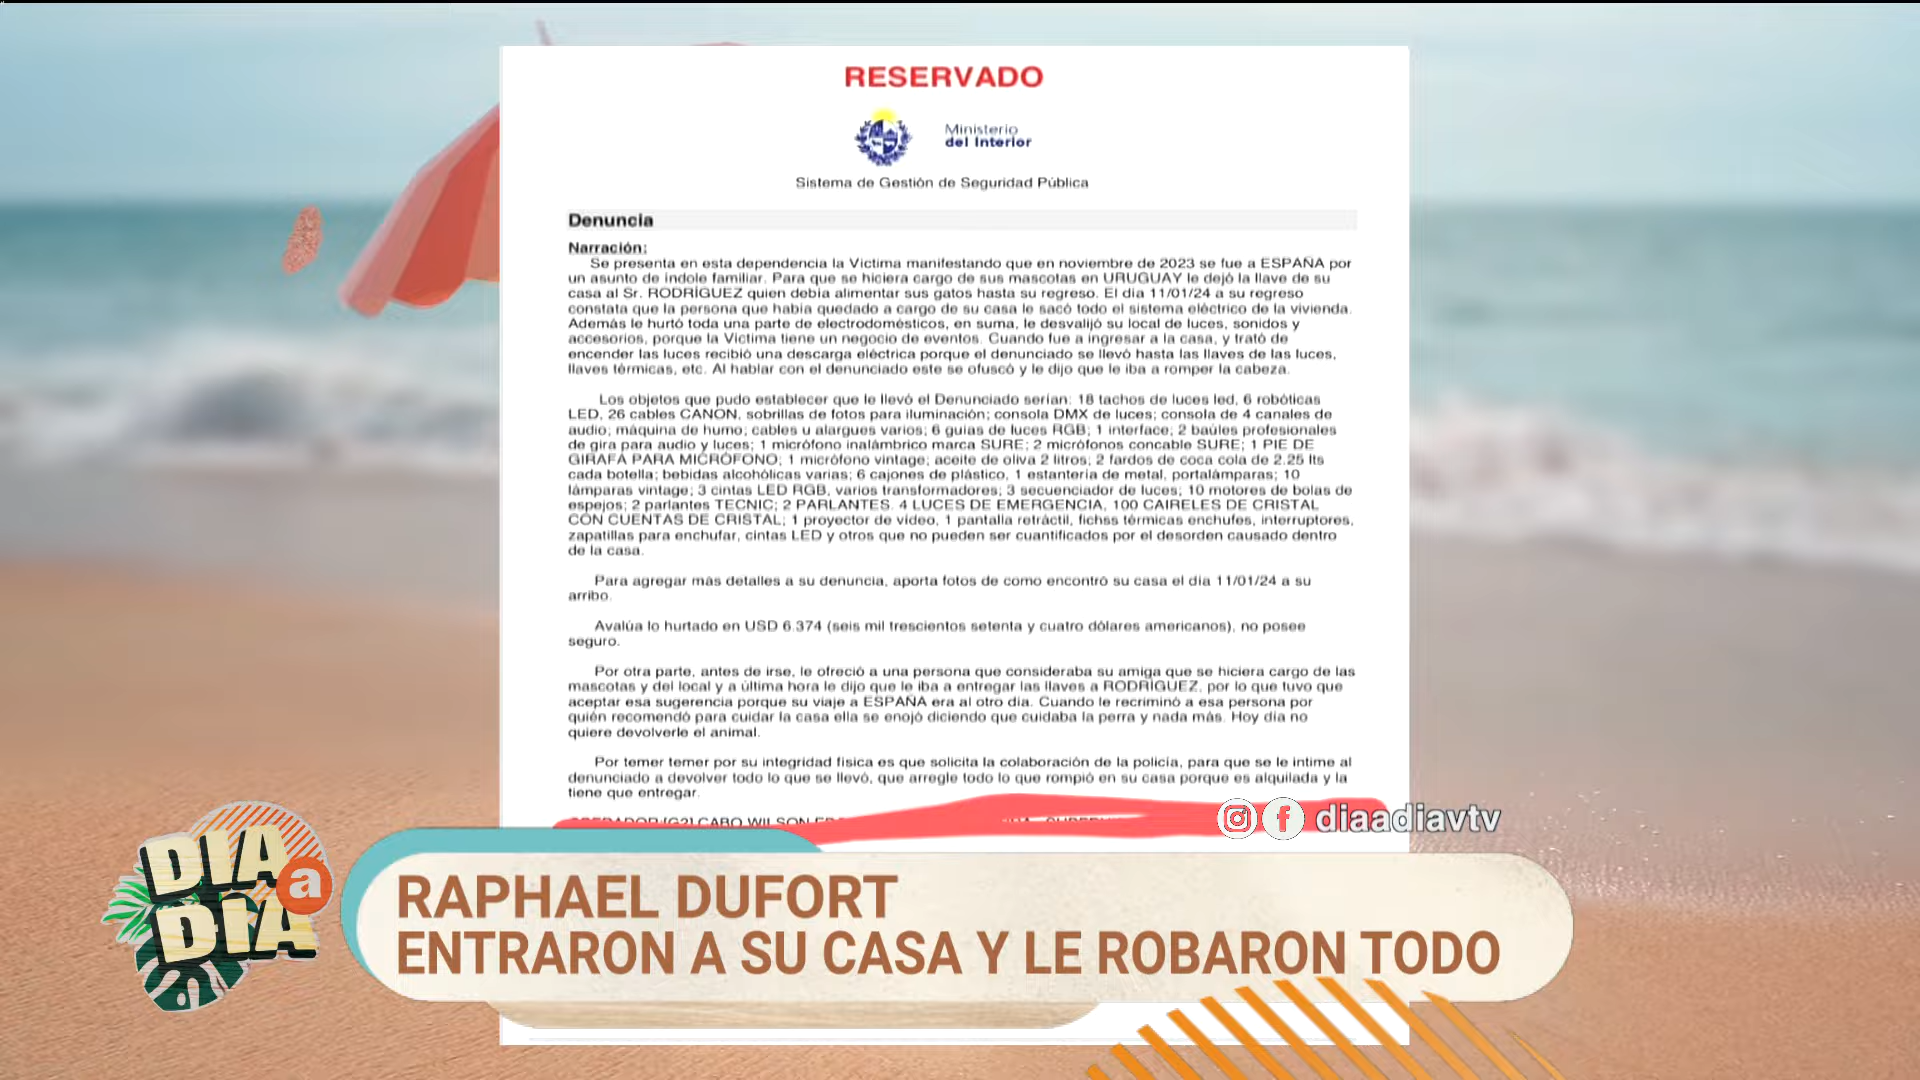 RESERVADO
Ministerio
del Interior
Sistema de Gestión de Seguridad Pública
Denuncia
Narración:
Se presenta en esta dependencia la Victima manifestando que en noviembre de 2023 se fue a ESPAÑA por
un asunto de indole familiar. Para que se hiciera cargo de sus mascotas en URUGUAY le dejó la llave de su
casa al Sr. RODRÍGUEZ quien debia alimentar sus gatos hasta su regreso. El dia 11/01/24 a su regreso
constata que la persona que habia quedado a cargo de su casa le sacó todo el sistema eléctrico de la vivienda.
Además le hurtó toda una parte de electrodomésticos, en suma, le desvalijó su local de luces, sonidos y
accesorios, porque la Victima tiene un negocio de eventos. Cuando fue a ingresar a la casa, y trató de
encender las luces recibió una descarga eléctrica porque el denunciado se llevó hasta las llaves de las luces,
llaves térmicas, etc. Al hablar con el denunciado este se ofuscó y le dijo que le iba a romper la cabeza.
Los objetos que pudo establecer que le llevó el Denunciado serian: 18 tachos de luces led, 6 robóticas
LED, 26 cables CANON, sobrillas de fotos para iluminación; consola DMX de luces; consola de 4 canales de
audio; máquina de humo; cables u alargues varios; 6 guias de luces RGB; 1 interface; 2 baúles profesionales
de gira para audio y luces; 1 micrófono inalámbrico marca SURE; 2 micrófonos concable SURE; 1 PIE DE
GIRAFA PARA MICRÓFONO; 1 micrófono vintage; aceite de oliva 2 litros; 2 fardos de coca cola de 2.25 lts
cada botella; bebidas alcohólicas varias; 6 cajones de plástico, 1 estanteria de metal, portalámparas; 10
lámparas vintage; 3 cintas LED RGB, varios transformadores; 3 secuenciador de luces; 10 motores de bolas de
espejos; 2 parlantes TECNIC; 2 PARLANTES. 4 LUCES DE EMERGENCIA, 100 CAIRELES DE CRISTAL
CON CUENTAS DE CRISTAL; 1 proyector de video, 1 pantalla retráctil, fichss térmicas enchufes, interruptores,
zapatillas para enchufar, cintas LED y otros que no pueden ser cuantificados por el desorden causado dentro
de la casa.
Para agregar más detalles a su denuncia, aporta fotos de como encontró su casa el dia 11/01/24 a su
arribo.
Avalúa lo hurtado en USD 6.374 (seis mil trescientos setenta y cuatro dólares americanos), no posee
seguro.
Por otra parte, antes de irse, le ofreció a una persona que consideraba su amiga que se hiciera cargo de las
mascotas y del local y a última hora le dijo que le iba a entregar las llaves a RODRÍGUEZ, por lo que tuvo que
aceptar esa sugerencia porque su viaje a ESPAÑA era al otro dia. Cuando le recriminó a esa persona por
quién recomendó para cuidar la casa ella se enojó diciendo que cuidaba la perra y nada más. Hoy dia no
quiere devolverle el animal.
Por temer temer por su integridad fisica es que solicita la colaboración de la policia, para que se le intime al
denunciado a devolver todo lo que se llevó, que arregle todo lo que rompió en su casa porque es alquilada y la
tiene que entregar.
CABO WILSON
diaadiavtv
DIA a DÍA
RAPHAEL DUFORT
ENTRARON A SU CASA Y LE ROBARON TODO